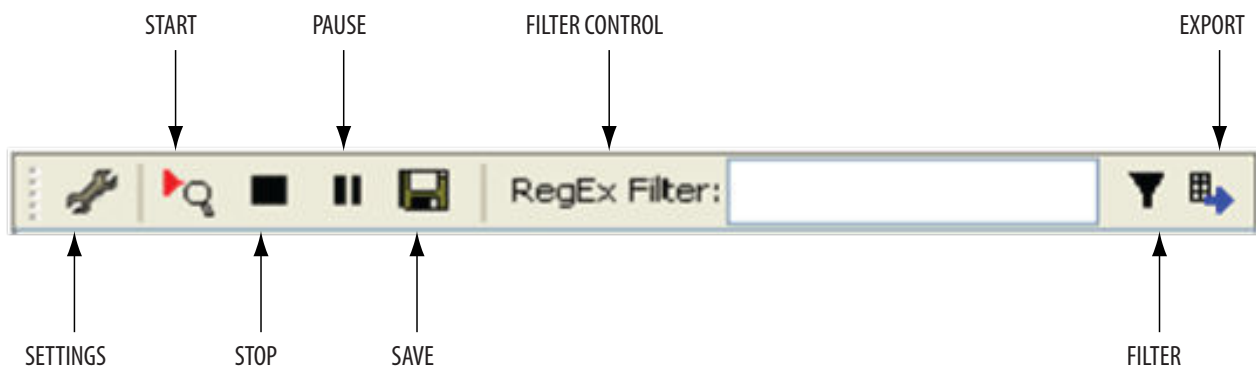 START PAUSE FILTER CONTROL EXPORT
RegEx Filter:
SETTINGS STOP SAVE FILTER